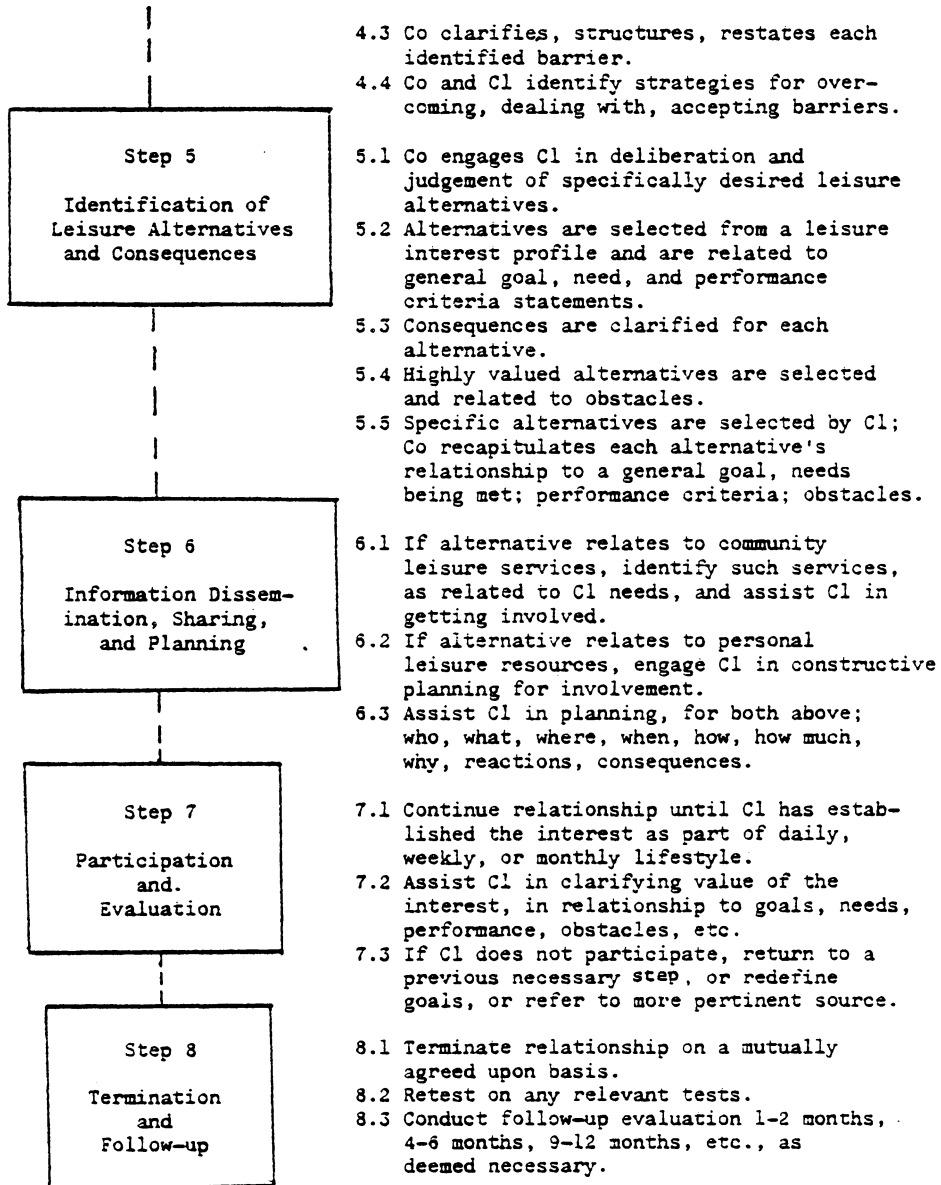 4.3 Co clarifies, structures, restates each
identified barrier.
4.4 Co and Cl identify strategies for over-
coming, dealing with, accepting barriers.
Step 5
Identification of
Leisure Alternatives
and Consequences
5.1 Co engages Cl in deliberation and
judgement of specifically desired leisure
alternatives.
5.2 Alternatives are selected from a leisure
interest profile and are related to
general goal, need, and performance
criteria statements.
5.3 Consequences are clarified for each
alternative.
5.4 Highly valued alternatives are selected
and related to obstacles.
5.5 Specific alternatives are selected by Cl;
Co recapitulates each alternative's
relationship to a general goal, needs
being met; performance criteria; obstacles.
Step 6
Information Dissem-
ination, Sharing,
and Planning
6.1 If alternative relates to community
leisure services, identify such services,
as related to Cl needs, and assist Cl in
getting involved.
6.2 If alternative relates to personal
leisure resources, engage Cl in constructive
planning for involvement.
6.3 Assist Cl in planning, for both above;
who, what, where, when, how, how much,
why, reactions, consequences.
Step 7
Participation
and.
Evaluation
7.1 Continue relationship until Cl has estab-
lished the interest as part of daily,
weekly, or monthly lifestyle.
7.2 Assist Cl in clarifying value of the
interest, in relationship to goals, needs,
performance, obstacles, etc.
7.3 If Cl does not participate, return to a
previous necessary step, or redefine
goals, or refer to more pertinent source.
Step 8
Termination
and
Follow-up
8.1 Terminate relationship on a mutually
agreed upon basis.
8.2 Retest on any relevant tests.
8.3 Conduct follow-up evaluation 1-2 months,
4-6 months, 9-12 months, etc., as
deemed necessary.